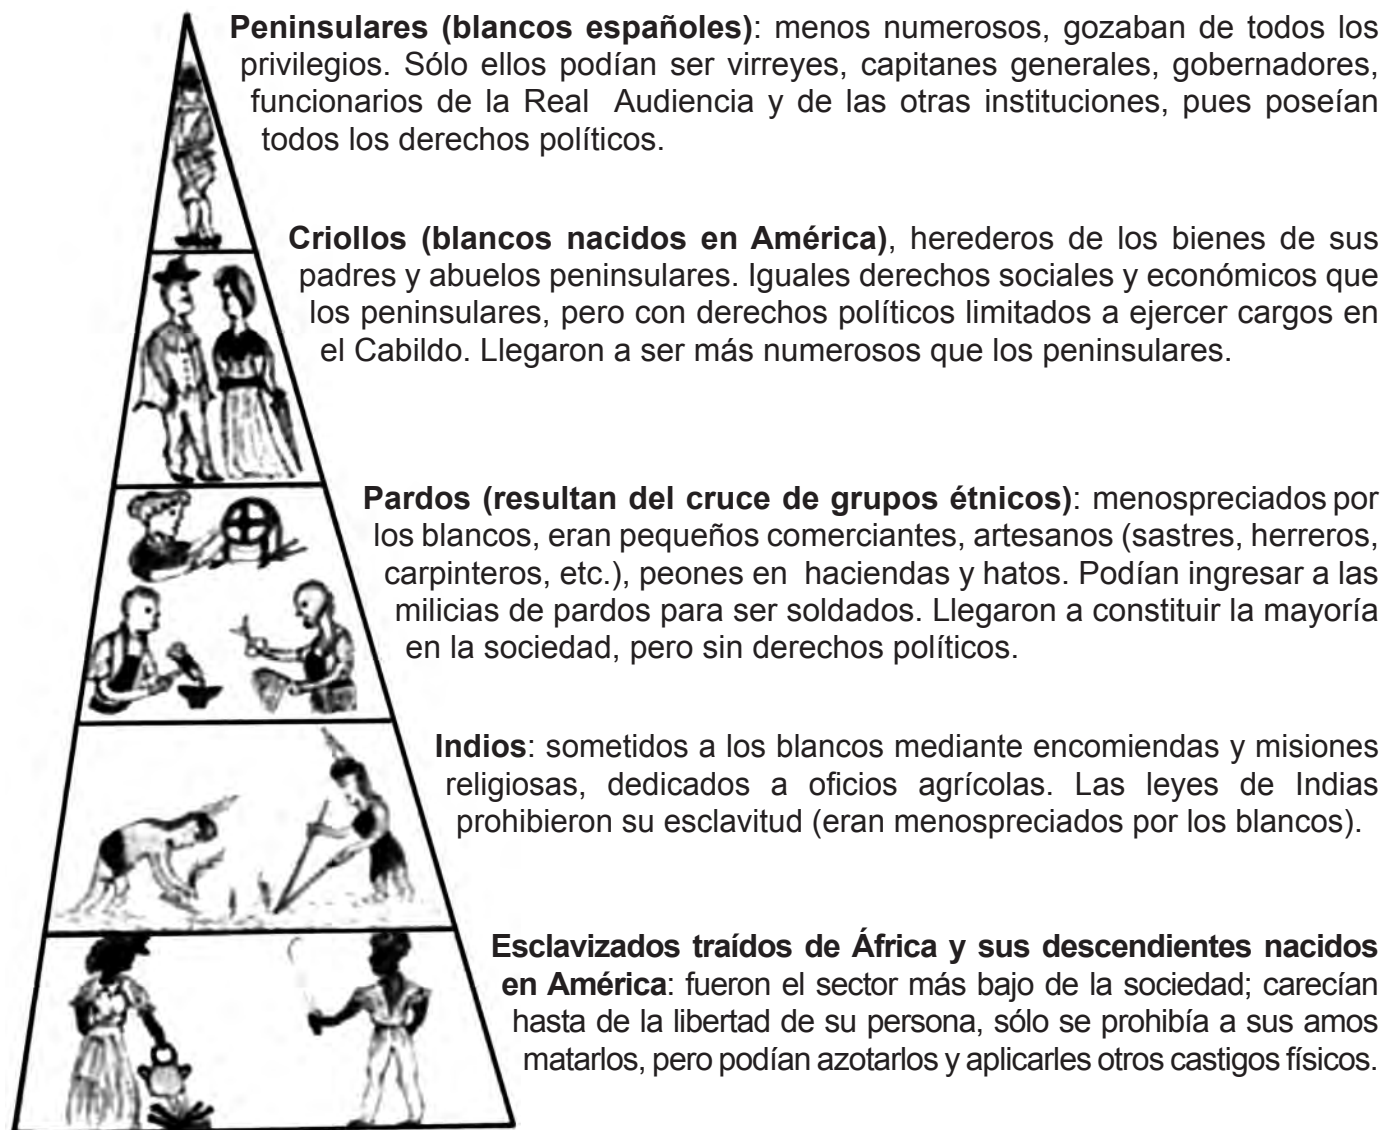 Peninsulares (blancos españoles): menos numerosos, gozaban de todos los
privilegios. Sólo ellos podían ser virreyes, capitanes generales, gobernadores,
funcionarios de la Real Audiencia y de las otras instituciones, pues poseían
todos los derechos políticos.
Criollos (blancos nacidos en América), herederos de los bienes de sus
padres y abuelos peninsulares. Iguales derechos sociales y económicos que
los peninsulares, pero con derechos políticos limitados a ejercer cargos en
el Cabildo. Llegaron a ser más numerosos que los peninsulares.
Pardos (resultan del cruce de grupos étnicos): menospreciados por
los blancos, eran pequeños comerciantes, artesanos (sastres, herreros,
carpinteros, etc.), peones en haciendas y hatos. Podían ingresar a las
milicias de pardos para ser soldados. Llegaron a constituir la mayoría
en la sociedad, pero sin derechos políticos.
Indios: sometidos a los blancos mediante encomiendas y misiones
religiosas, dedicados a oficios agrícolas. Las leyes de Indias
prohibieron su esclavitud (eran menospreciados por los blancos).
Esclavizados traídos de África y sus descendientes nacidos
en América: fueron el sector más bajo de la sociedad; carecían
hasta de la libertad de su persona, sólo se prohibía a sus amos
matarlos, pero podían azotarlos y aplicarles otros castigos físicos.